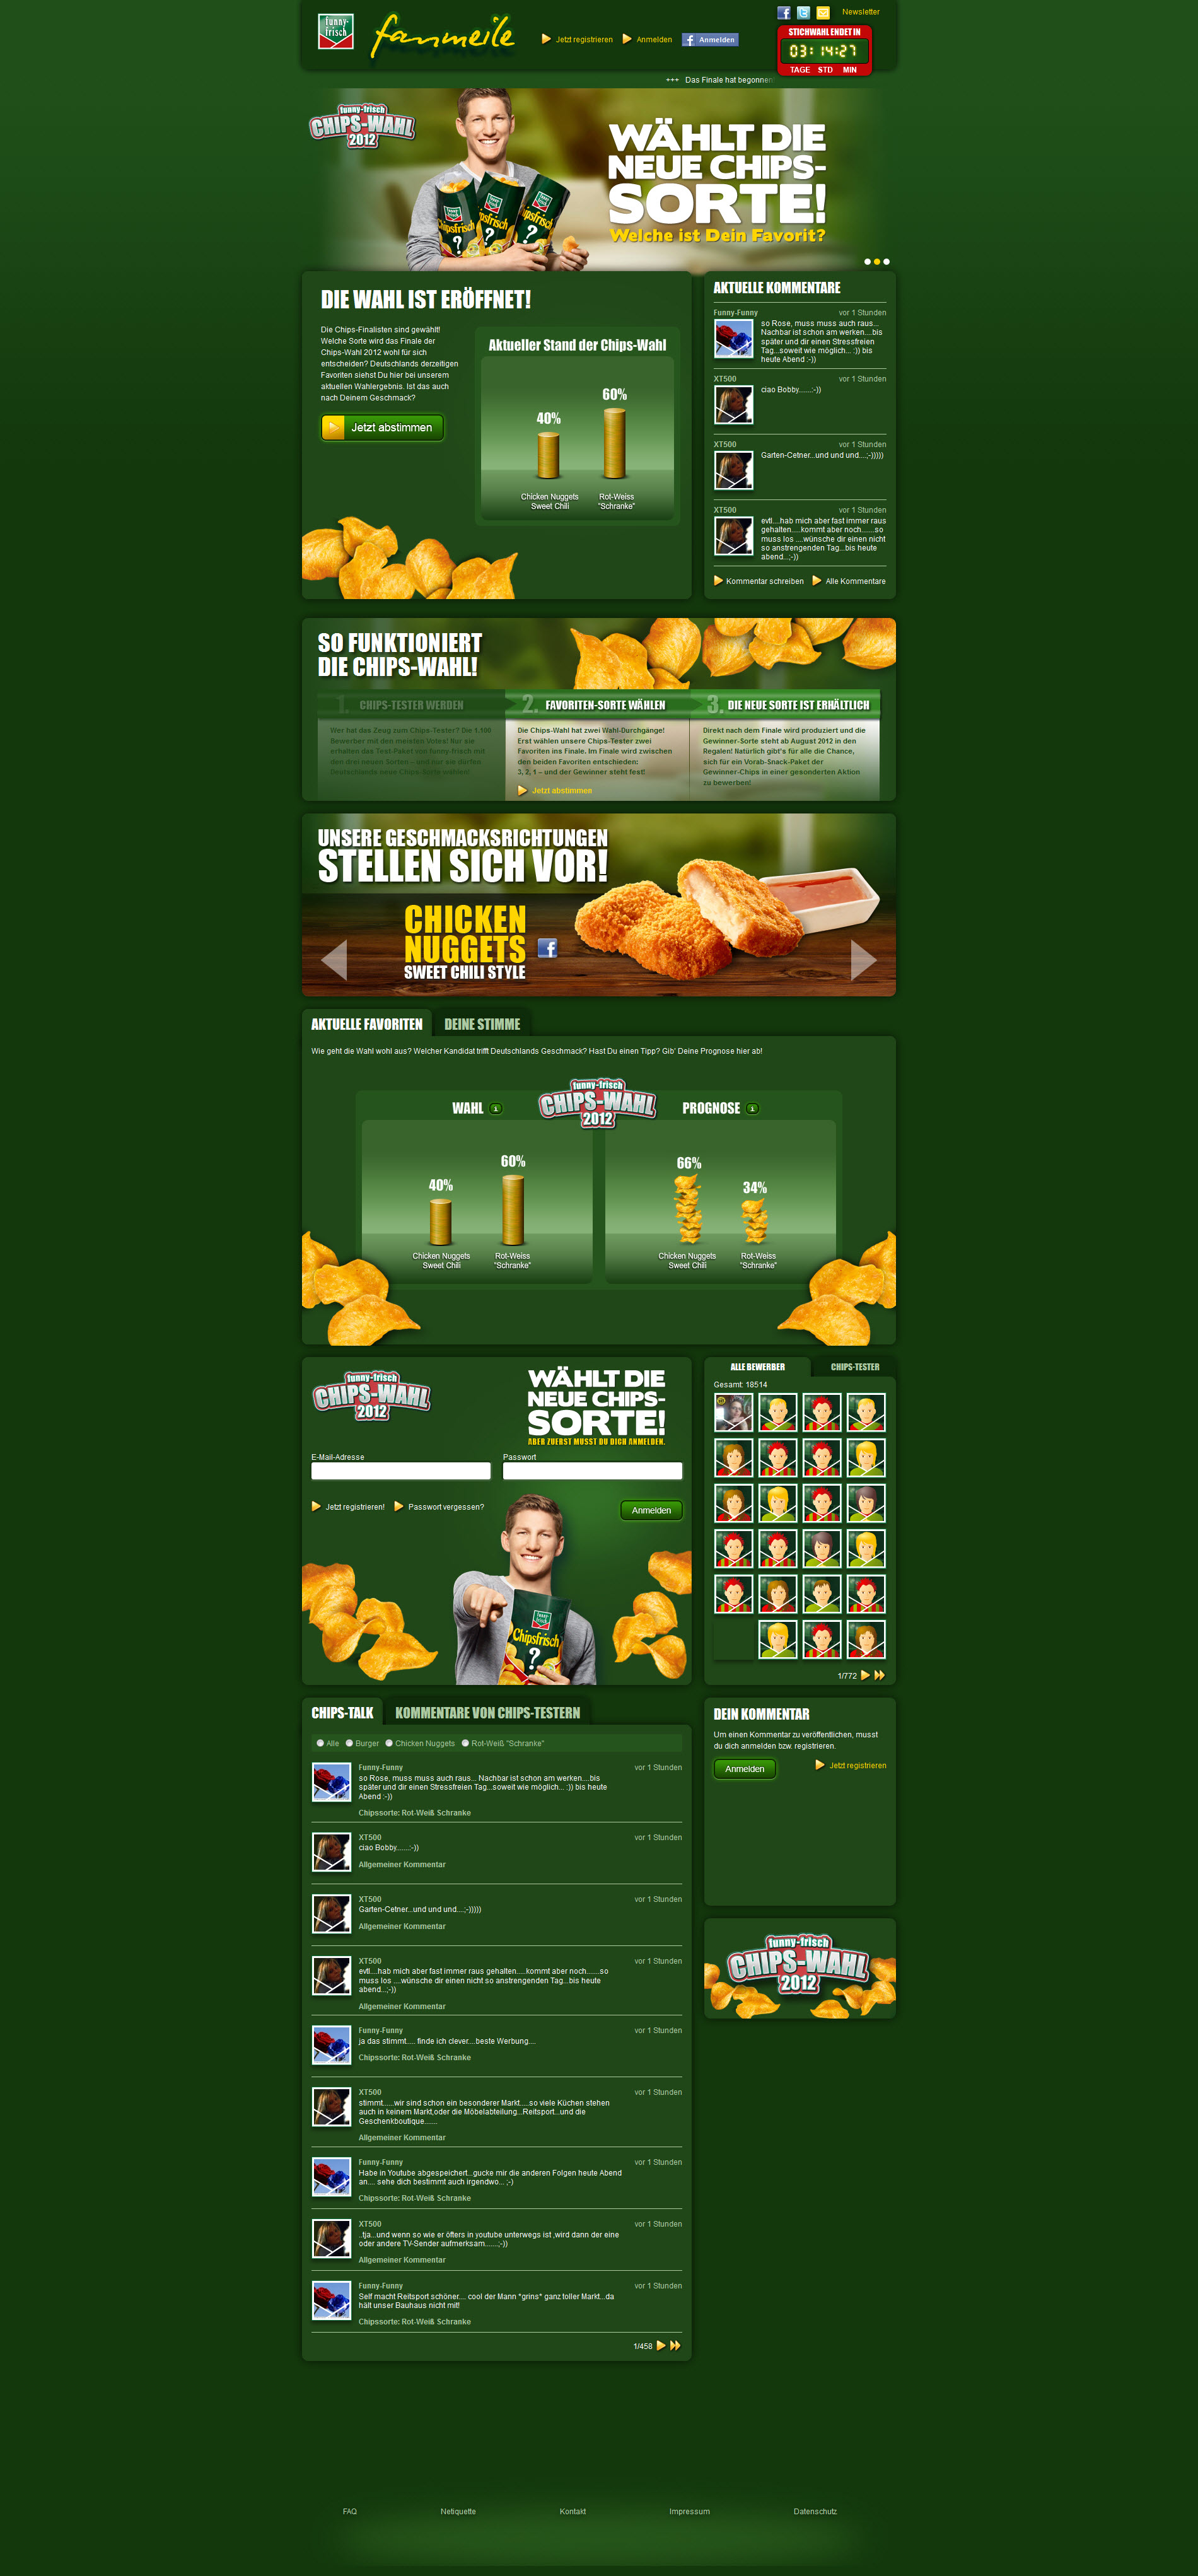 funny-frisch
fanmeile
Jetzt registrieren
Anmelden
Anmelden
Newsletter
STICHWAHL ENDET IN
03:14:27
TAGE STD MIN
+++ Das Finale hat begonnen
funny-frisch
CHIPS-WAHL
2012
Chipsfrisch
?
Chipsfrisch
?
Chipsfrisch
?
WÄHLT DIE
NEUE CHIPS-
SORTE!
Welche ist Dein Favorit?
DIE WAHL IST ERÖFFNET!
Die Chips-Finalisten sind gewählt!
Welche Sorte wird das Finale der
Chips-Wahl 2012 wohl für sich
entscheiden? Deutschlands derzeitigen
Favoriten siehst Du hier bei unserem
aktuellen Wahlergebnis. Ist das auch
nach Deinem Geschmack?
Jetzt abstimmen
Aktueller Stand der Chips-Wahl
40%
60%
Chicken Nuggets
Sweet Chili
Rot-Weiss
"Schranke"
AKTUELLE KOMMENTARE
Funny-Funny vor 1 Stunden
so Rose, muss muss auch raus...
Nachbar ist schon am werken....bis
später und dir einen Stressfreien
Tag...soweit wie möglich... :)) bis
heute Abend :-))
XT500 vor 1 Stunden
ciao Bobby.......:-))
XT500 vor 1 Stunden
Garten-Cetner...und und und....;-)))))
XT500 vor 1 Stunden
evtl....hab mich aber fast immer raus
gehalten.....kommt aber noch.......so
muss los ....wünsche dir einen nicht
so anstrengenden Tag...bis heute
abend...;-))
Kommentar schreiben
Alle Kommentare
SO FUNKTIONIERT
DIE CHIPS-WAHL!
1. CHIPS-TESTER WERDEN
Wer hat das Zeug zum Chips-Tester? Die 1.100
Bewerber mit den meisten Votes! Nur sie
erhalten das Test-Paket von funny-frisch mit
den drei neuen Sorten – und nur sie dürfen
Deutschlands neue Chips-Sorte wählen!
2. FAVORITEN-SORTE WÄHLEN
Die Chips-Wahl hat zwei Wahl-Durchgänge!
Erst wählen unsere Chips-Tester zwei
Favoriten ins Finale. Im Finale wird zwischen
den beiden Favoriten entschieden:
3, 2, 1 – und der Gewinner steht fest!
Jetzt abstimmen
3. DIE NEUE SORTE IST ERHÄLTLICH
Direkt nach dem Finale wird produziert und die
Gewinner-Sorte steht ab August 2012 in den
Regalen! Natürlich gibt's für alle die Chance,
sich für ein Vorab-Snack-Paket der
Gewinner-Chips in einer gesonderten Aktion
zu bewerben!
UNSERE GESCHMACKSRICHTUNGEN
STELLEN SICH VOR!
CHICKEN
NUGGETS
SWEET CHILI STYLE
AKTUELLE FAVORITEN
DEINE STIMME
Wie geht die Wahl wohl aus? Welcher Kandidat trifft Deutschlands Geschmack? Hast Du einen Tipp? Gib' Deine Prognose hier ab!
WAHL i
funny-frisch
CHIPS-WAHL
2012
PROGNOSE i
40%
60%
Chicken Nuggets
Sweet Chili
Rot-Weiss
"Schranke"
66%
34%
Chicken Nuggets
Sweet Chili
Rot-Weiss
"Schranke"
funny-frisch
CHIPS-WAHL
2012
WÄHLT DIE
NEUE CHIPS-
SORTE!
ABER ZUERST MUSST DU DICH ANMELDEN.
E-Mail-Adresse
Passwort
Jetzt registrieren!
Passwort vergessen?
Anmelden
Chipsfrisch
?
ALLE BEWERBER
CHIPS-TESTER
Gesamt: 18514
1/772
CHIPS-TALK
KOMMENTARE VON CHIPS-TESTERN
Alle
Burger
Chicken Nuggets
Rot-Weiß "Schranke"
Funny-Funny vor 1 Stunden
so Rose, muss muss auch raus... Nachbar ist schon am werken....bis
später und dir einen Stressfreien Tag...soweit wie möglich... :)) bis heute
Abend :-))
Chipssorte: Rot-Weiß Schranke
XT500 vor 1 Stunden
ciao Bobby.......:-))
Allgemeiner Kommentar
XT500 vor 1 Stunden
Garten-Cetner...und und und....;-)))))
Allgemeiner Kommentar
XT500 vor 1 Stunden
evtl....hab mich aber fast immer raus gehalten.....kommt aber noch.......so
muss los ....wünsche dir einen nicht so anstrengenden Tag...bis heute
abend...;-))
Allgemeiner Kommentar
Funny-Funny vor 1 Stunden
ja das stimmt..... finde ich clever....beste Werbung....
Chipssorte: Rot-Weiß Schranke
XT500 vor 1 Stunden
stimmt......wir sind schon ein besonderer Markt.....so viele Küchen stehen
auch in keinem Markt,oder die Möbelabteilung...Reitsport...und die
Geschenkboutique.......
Allgemeiner Kommentar
Funny-Funny vor 1 Stunden
Habe in Youtube abgespeichert...gucke mir die anderen Folgen heute Abend
an.... sehe dich bestimmt auch irgendwo... ;-)
Chipssorte: Rot-Weiß Schranke
XT500 vor 1 Stunden
..tja...und wenn so wie er öfters in youtube unterwegs ist ,wird dann der eine
oder andere TV-Sender aufmerksam.......;-))
Allgemeiner Kommentar
Funny-Funny vor 1 Stunden
Self macht Reitsport schöner.... cool der Mann *grins* ganz toller Markt...da
hält unser Bauhaus nicht mit!
Chipssorte: Rot-Weiß Schranke
1/458
DEIN KOMMENTAR
Um einen Kommentar zu veröffentlichen, musst
du dich anmelden bzw. registrieren.
Anmelden
Jetzt registrieren
funny-frisch
CHIPS-WAHL
2012
FAQ
Netiquette
Kontakt
Impressum
Datenschutz